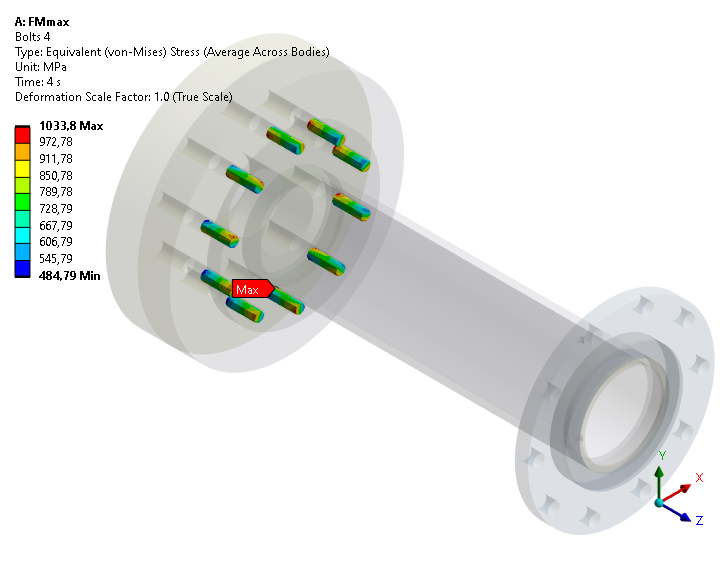 A: FMmax
Bolts 4
Type: Equivalent (von-Mises) Stress (Average Across Bodies)
Unit: MPa
Time: 4 s
Deformation Scale Factor: 1.0 (True Scale)
1033,8 Max
972,78
911,78
850,78
789,78
728,79
667,79
606,79
545,79
484,79 Min
Max
Y
X
Z